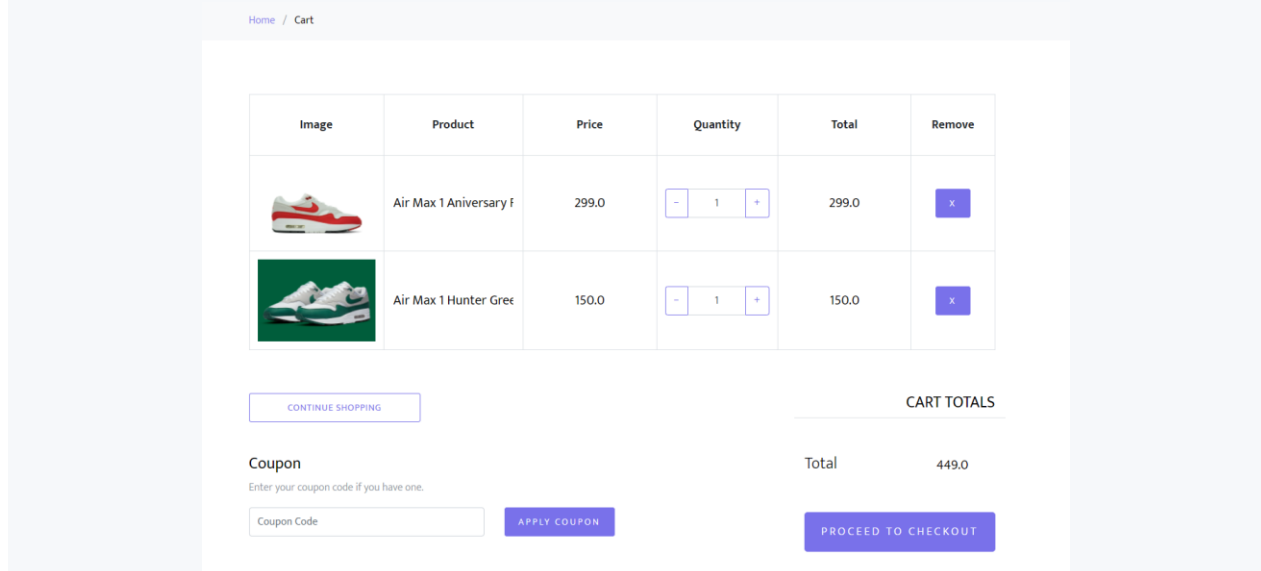 Home / Cart
Image Product Price Quantity Total Remove
Air Max 1 Aniversary 299.0 - 1 + 299.0 x
Air Max 1 Hunter 150.0 - 1 + 150.0 x
CONTINUE SHOPPING
CART TOTALS
Coupon
Total 449.0
Enter your coupon code if you have one.
Coupon Code
APPLY COUPON
PROCEED TO CHECKOUT